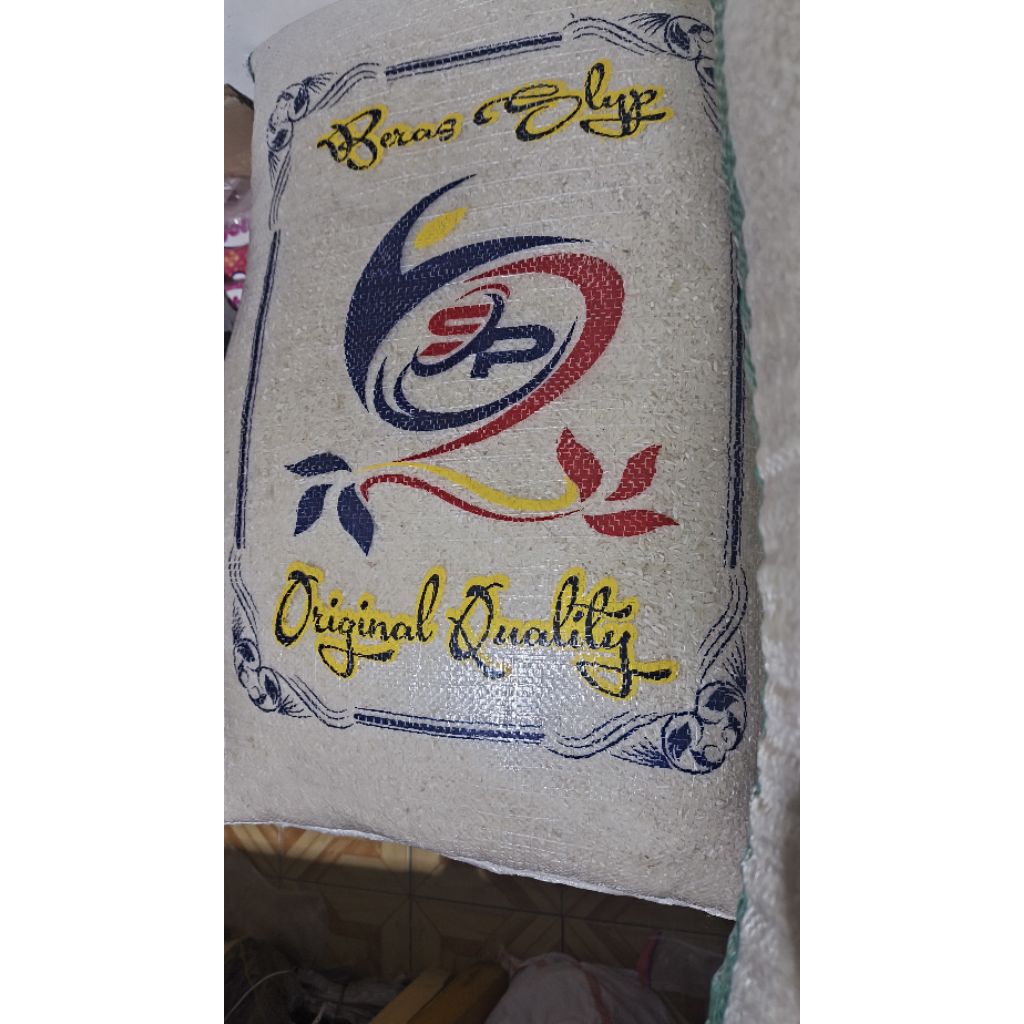 Beras Slyp
SP
Original Quality